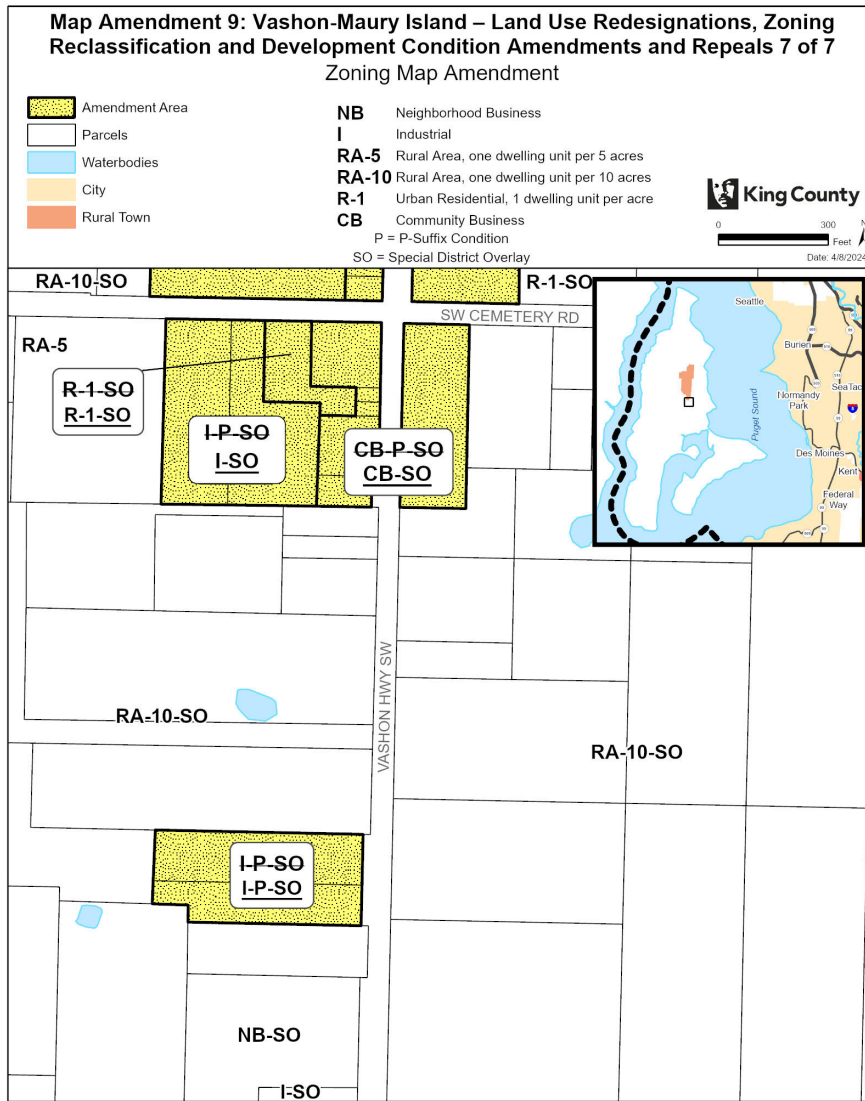 Map Amendment 9: Vashon-Maury Island – Land Use Redesignations, Zoning
Reclassification and Development Condition Amendments and Repeals 7 of 7
Zoning Map Amendment
Amendment Area
Parcels
Waterbodies
City
Rural Town
NB Neighborhood Business
I Industrial
RA-5 Rural Area, one dwelling unit per 5 acres
RA-10 Rural Area, one dwelling unit per 10 acres
R-1 Urban Residential, 1 dwelling unit per acre
CB Community Business
P = P-Suffix Condition
SO = Special District Overlay
King County
0 300
Feet
N
Date: 4/8/2024
RA-10-SO
R-1-SO
SW CEMETERY RD
RA-5
R-1-SO
R-1-SO
I-P-SO
I-SO
CB-P-SO
CB-SO
Seattle
Burien
SeaTac
Normandy
Park
Puget Sound
Des Moines
Kent
Federal
Way
VASHON HWY SW
RA-10-SO
RA-10-SO
I-P-SO
I-P-SO
NB-SO
I-SO